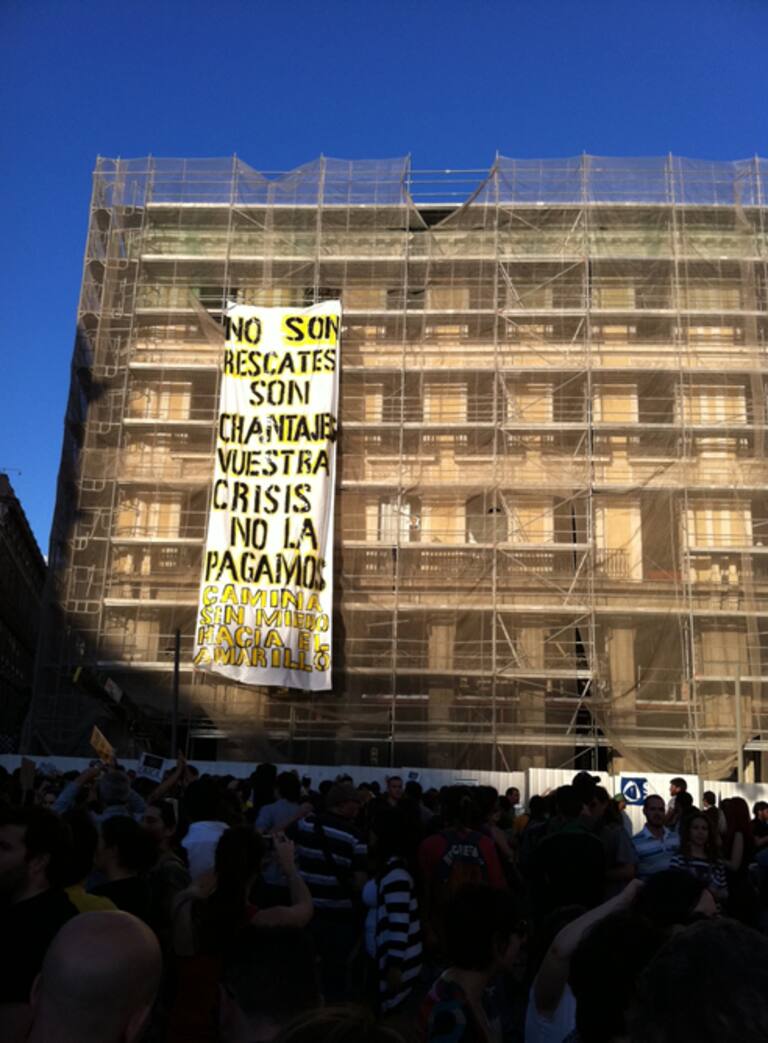 NO SON
RESCATES
SON
CHANTAJES
VUESTRA
CRISIS
NO LA
PAGAMOS
CAMINA
SIN MIEDO
HACIA EL
AMARILLO